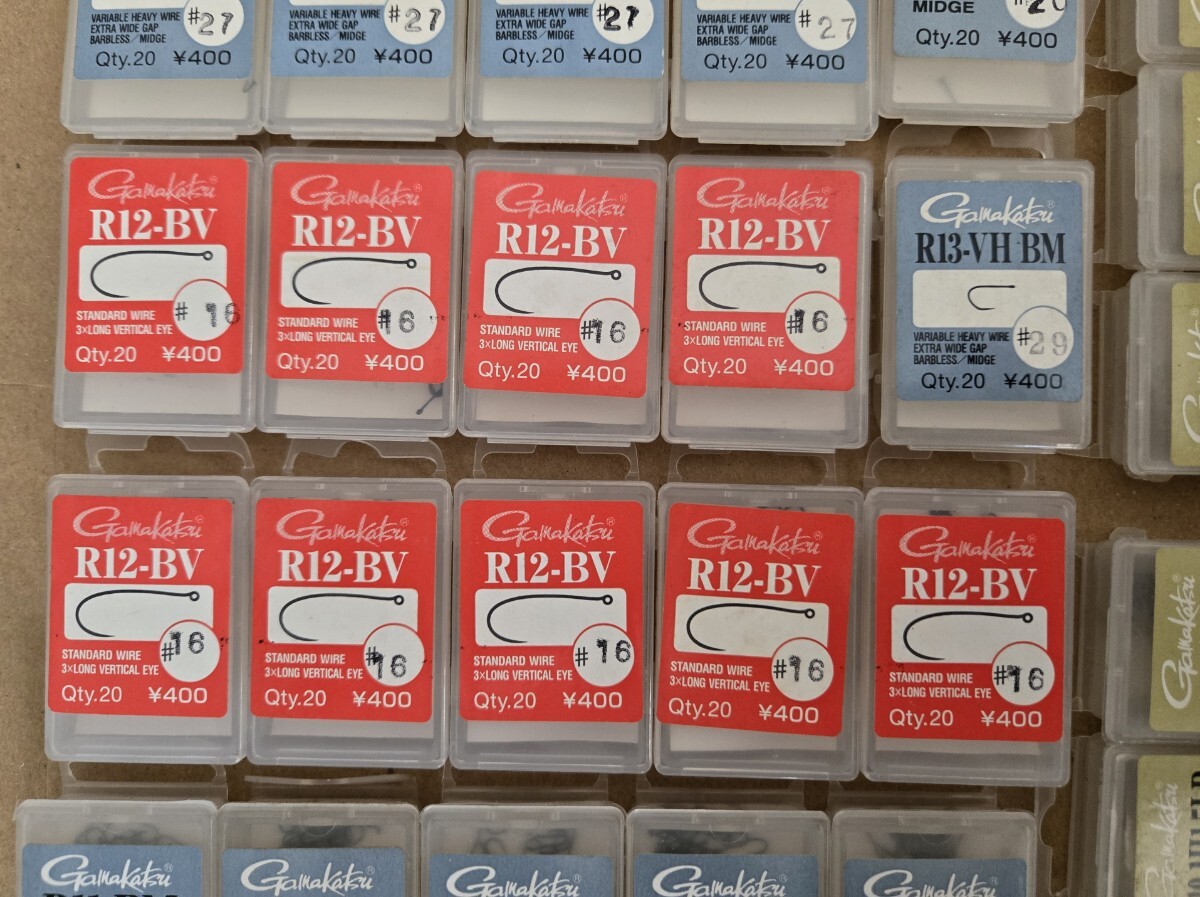 VARIABLE HEAVY WIRE
EXTRA WIDE GAP
BARBLESS/MIDGE
#27
Qty.20 ¥400
VARIABLE HEAVY WIRE
EXTRA WIDE GAP
BARBLESS/MIDGE
#27
Qty.20 ¥400
VARIABLE HEAVY WIRE
EXTRA WIDE GAP
BARBLESS/MIDGE
#27
Qty.20 ¥400
VARIABLE HEAVY WIRE
EXTRA WIDE GAP
BARBLESS/MIDGE
#27
Qty.20 ¥400
MIDGE
Qty.20 ¥400
Gamakatsu®
R12-BV
# 16
STANDARD WIRE
3×LONG VERTICAL EYE
Qty.20 ¥400
Gamakatsu®
R12-BV
#16
STANDARD WIRE
3×LONG VERTICAL EYE
Qty.20 ¥400
Gamakatsu®
R12-BV
#16
STANDARD WIRE
3×LONG VERTICAL EYE
Qty.20 ¥400
Gamakatsu®
R12-BV
#16
STANDARD WIRE
3×LONG VERTICAL EYE
Qty.20 ¥400
Gamakatsu®
R13-VH BM
VARIABLE HEAVY WIRE
EXTRA WIDE GAP
BARBLESS/MIDGE
#29
Qty.20 ¥400
Gamakatsu®
R12-BV
#16
STANDARD WIRE
3×LONG VERTICAL EYE
Qty.20 ¥400
Gamakatsu®
R12-BV
#16
STANDARD WIRE
3×LONG VERTICAL EYE
Qty.20 ¥400
Gamakatsu®
R12-BV
#16
STANDARD WIRE
3×LONG VERTICAL EYE
Qty.20 ¥400
Gamakatsu®
R12-BV
#16
STANDARD WIRE
3×LONG VERTICAL EYE
Qty.20 ¥400
Gamakatsu®
R12-BV
#16
STANDARD WIRE
3×LONG VERTICAL EYE
Qty.20 ¥400
Gamakatsu®
Gamakatsu®
Gamakatsu®
Gamakatsu®
Gamakatsu®
Gamakatsu
Gamakatsu